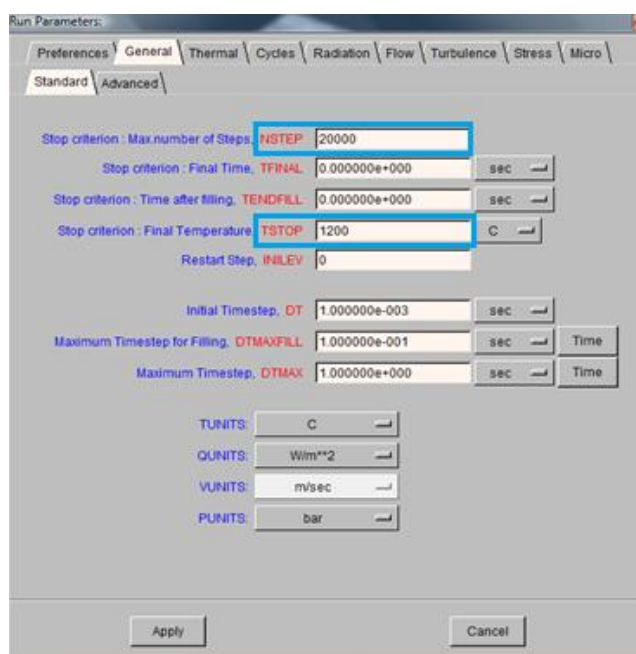 Run Parameters:
Preferences General Thermal Cycles Radiation Flow Turbulence Stress Micro
Standard Advanced
Stop criterion : Max.number of Steps, NSTEP 20000
Stop criterion : Final Time, TFINAL 0.000000e+000 sec
Stop criterion : Time after filling, TENDFILL 0.000000e+000 sec
Stop criterion : Final Temperature TSTOP 1200 C
Restart Step, INILEV 0
Initial Timestep, DT 1.000000e-003 sec
Maximum Timestep for Filling, DTMAXFILL 1.000000e-001 sec Time
Maximum Timestep, DTMAX 1.000000e+000 sec Time
TUNITS: C
QUNITS: W/m**2
VUNITS: m/sec
PUNITS: bar
Apply Cancel